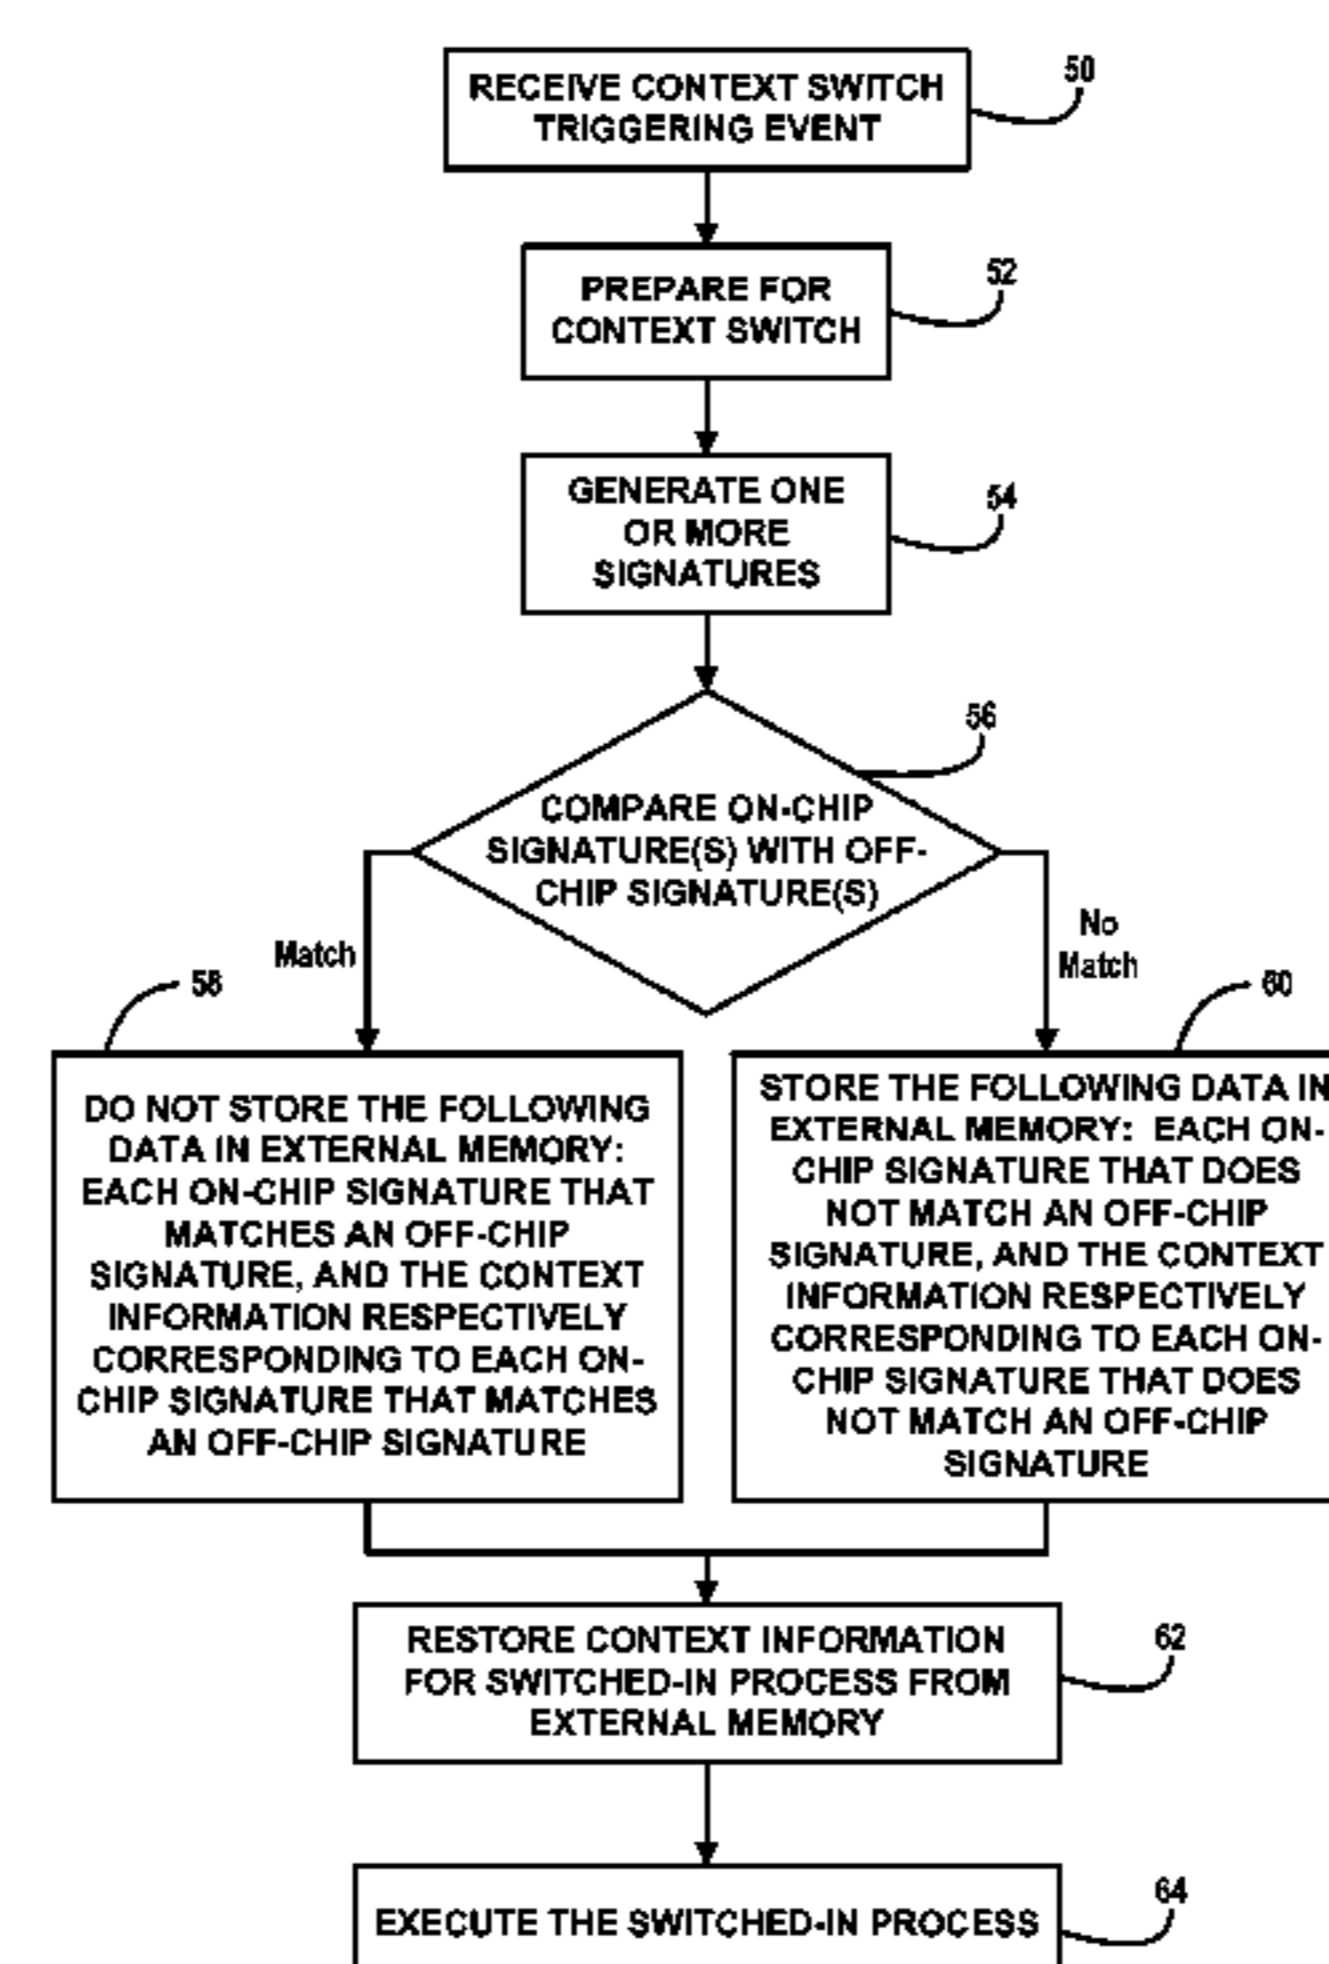 RECEIVE CONTEXT SWITCH
TRIGGERING EVENT
50
PREPARE FOR
CONTEXT SWITCH
52
GENERATE ONE
OR MORE
SIGNATURES
54
56
COMPARE ON-CHIP
SIGNATURE(S) WITH OFF-
CHIP SIGNATURE(S)
Match
No
Match
58
DO NOT STORE THE FOLLOWING
DATA IN EXTERNAL MEMORY:
EACH ON-CHIP SIGNATURE THAT
MATCHES AN OFF-CHIP
SIGNATURE, AND THE CONTEXT
INFORMATION RESPECTIVELY
CORRESPONDING TO EACH ON-
CHIP SIGNATURE THAT MATCHES
AN OFF-CHIP SIGNATURE
60
STORE THE FOLLOWING DATA IN
EXTERNAL MEMORY: EACH ON-
CHIP SIGNATURE THAT DOES
NOT MATCH AN OFF-CHIP
SIGNATURE, AND THE CONTEXT
INFORMATION RESPECTIVELY
CORRESPONDING TO EACH ON-
CHIP SIGNATURE THAT DOES
NOT MATCH AN OFF-CHIP
SIGNATURE
RESTORE CONTEXT INFORMATION
FOR SWITCHED-IN PROCESS FROM
EXTERNAL MEMORY
62
EXECUTE THE SWITCHED-IN PROCESS
64